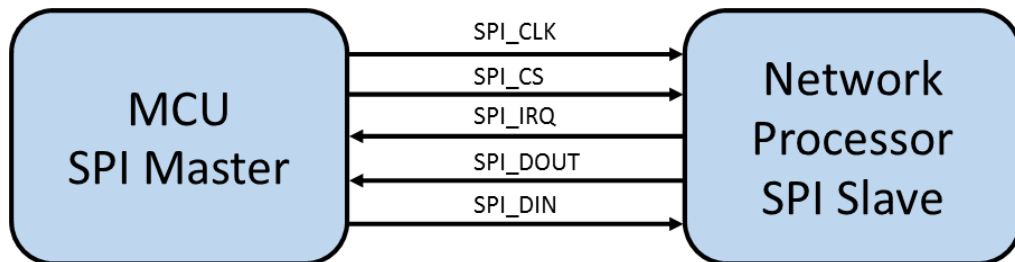 MCU
SPI Master
SPI_CLK
SPI_CS
SPI_IRQ
SPI_DOUT
SPI_DIN
Network
Processor
SPI Slave